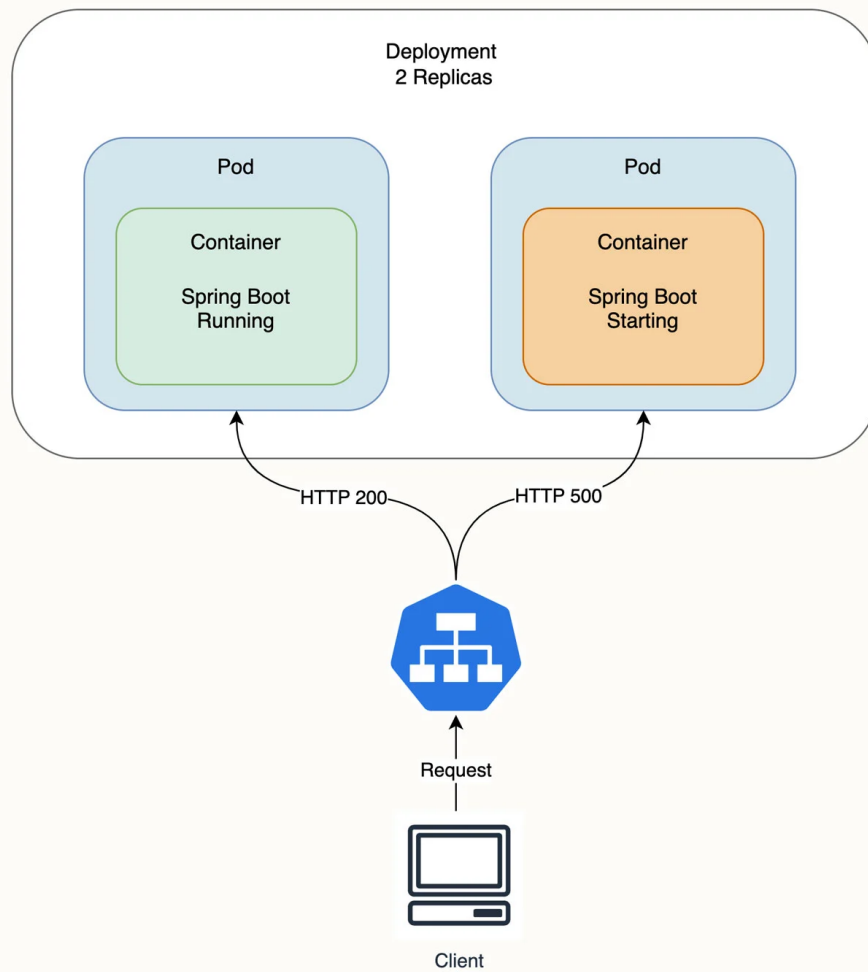 Deployment
2 Replicas
Pod
Container
Spring Boot
Running
Pod
Container
Spring Boot
Starting
HTTP 200
HTTP 500
Request
Client